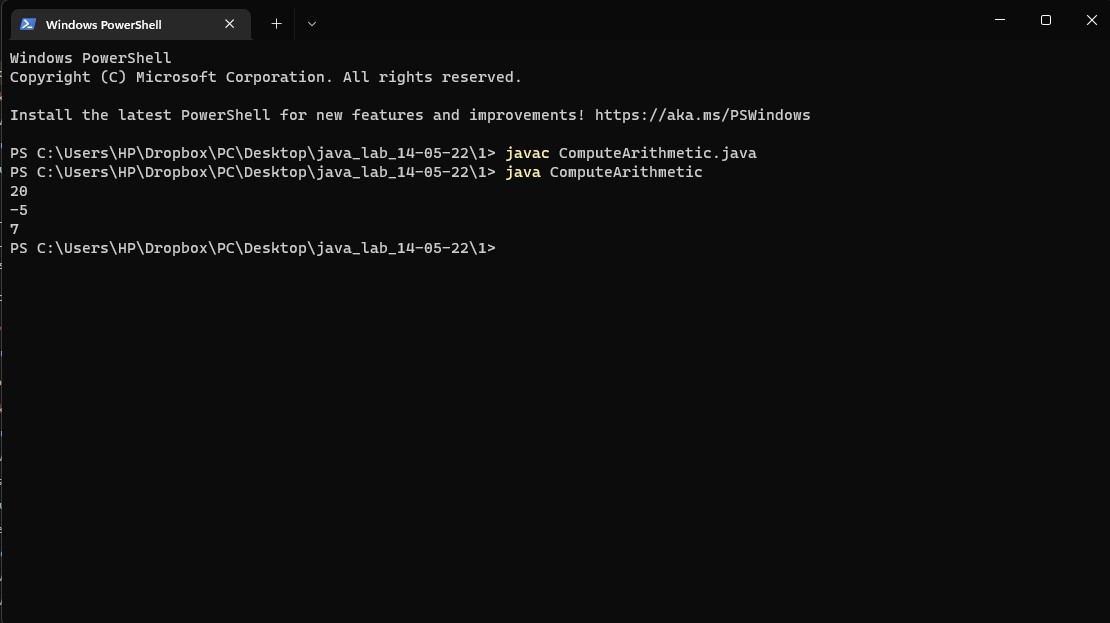 Windows PowerShell
Windows PowerShell
Copyright (C) Microsoft Corporation. All rights reserved.
Install the latest PowerShell for new features and improvements! https://aka.ms/PSWindows
PS C:\Users\HP\Dropbox\PC\Desktop\java_lab_14-05-22\1> javac ComputeArithmetic.java
PS C:\Users\HP\Dropbox\PC\Desktop\java_lab_14-05-22\1> java ComputeArithmetic
20
-5
7
PS C:\Users\HP\Dropbox\PC\Desktop\java_lab_14-05-22\1>